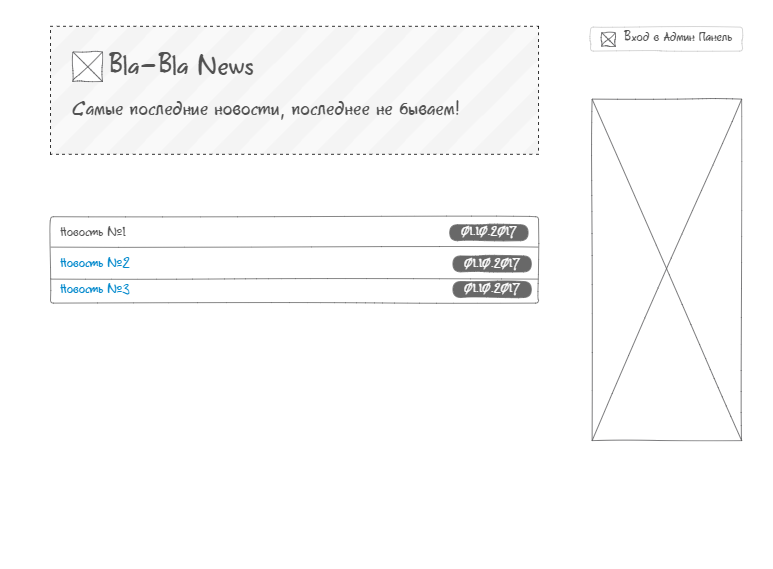 Bla-Bla News
Самые последние новости, последнее не бываем!
Вход в Админ Панель
Новость №1 01.10.2017
Новость №2 01.10.2017
Новость №3 01.10.2017